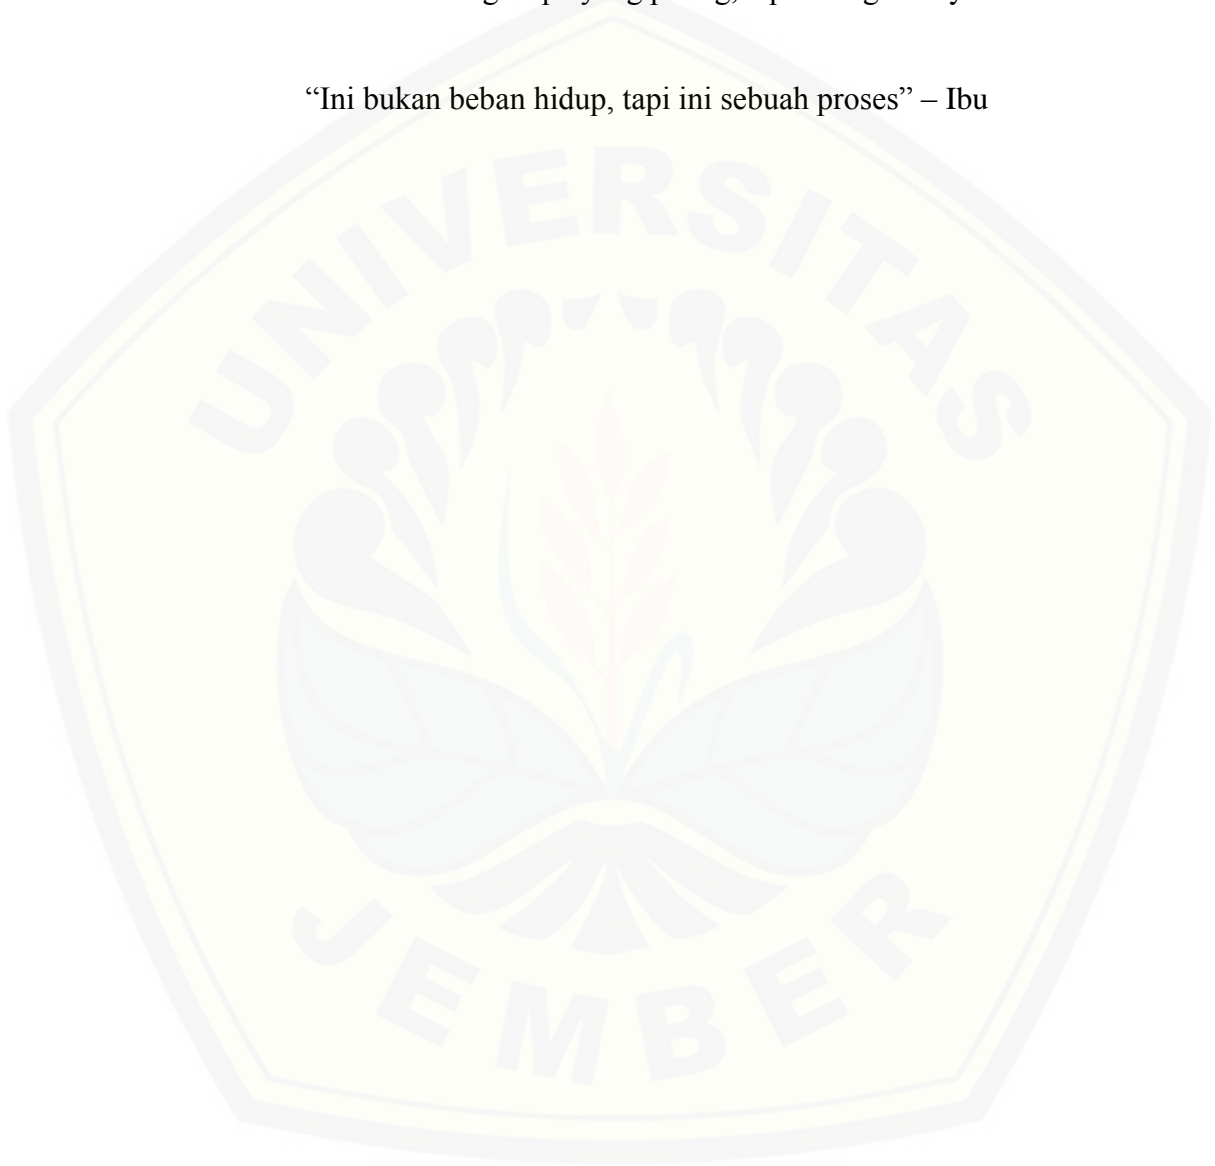 “Ini bukan beban hidup, tapi ini sebuah proses” – Ibu
UNIVERSITAS
JEMBER